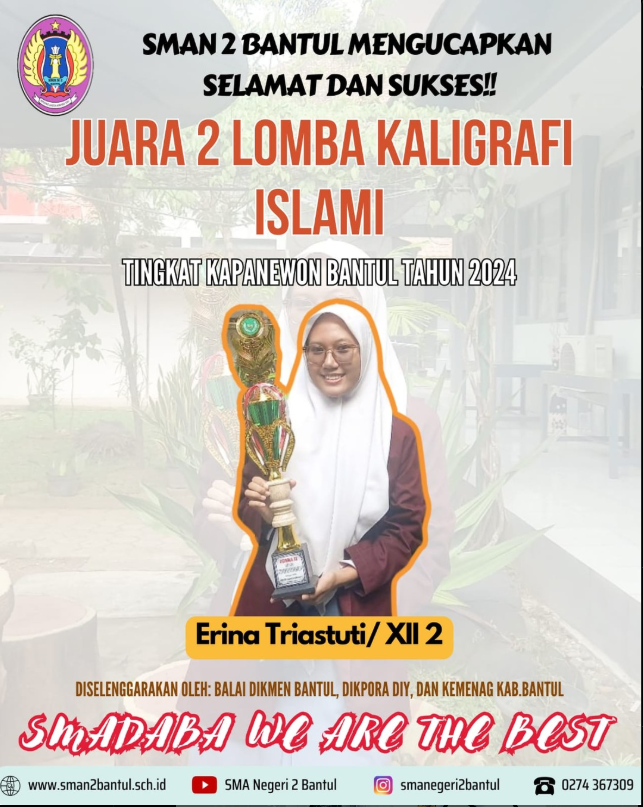 SMAN 2 BANTUL MENGUCAPKAN
SELAMAT DAN SUKSES!!
JUARA 2 LOMBA KALIGRAFI
ISLAMI
TINGKAT KAPANEWON BANTUL TAHUN 2024
Erina Triastuti/ XII 2
DISELENGGARAKAN OLEH: BALAI DIKMEN BANTUL, DIKPORA DIY, DAN KEMENAG KAB.BANTUL
SMADABA WE ARE THE BEST
www.sman2bantul.sch.id SMA Negeri 2 Bantul smanegeri2bantul 0274 367309